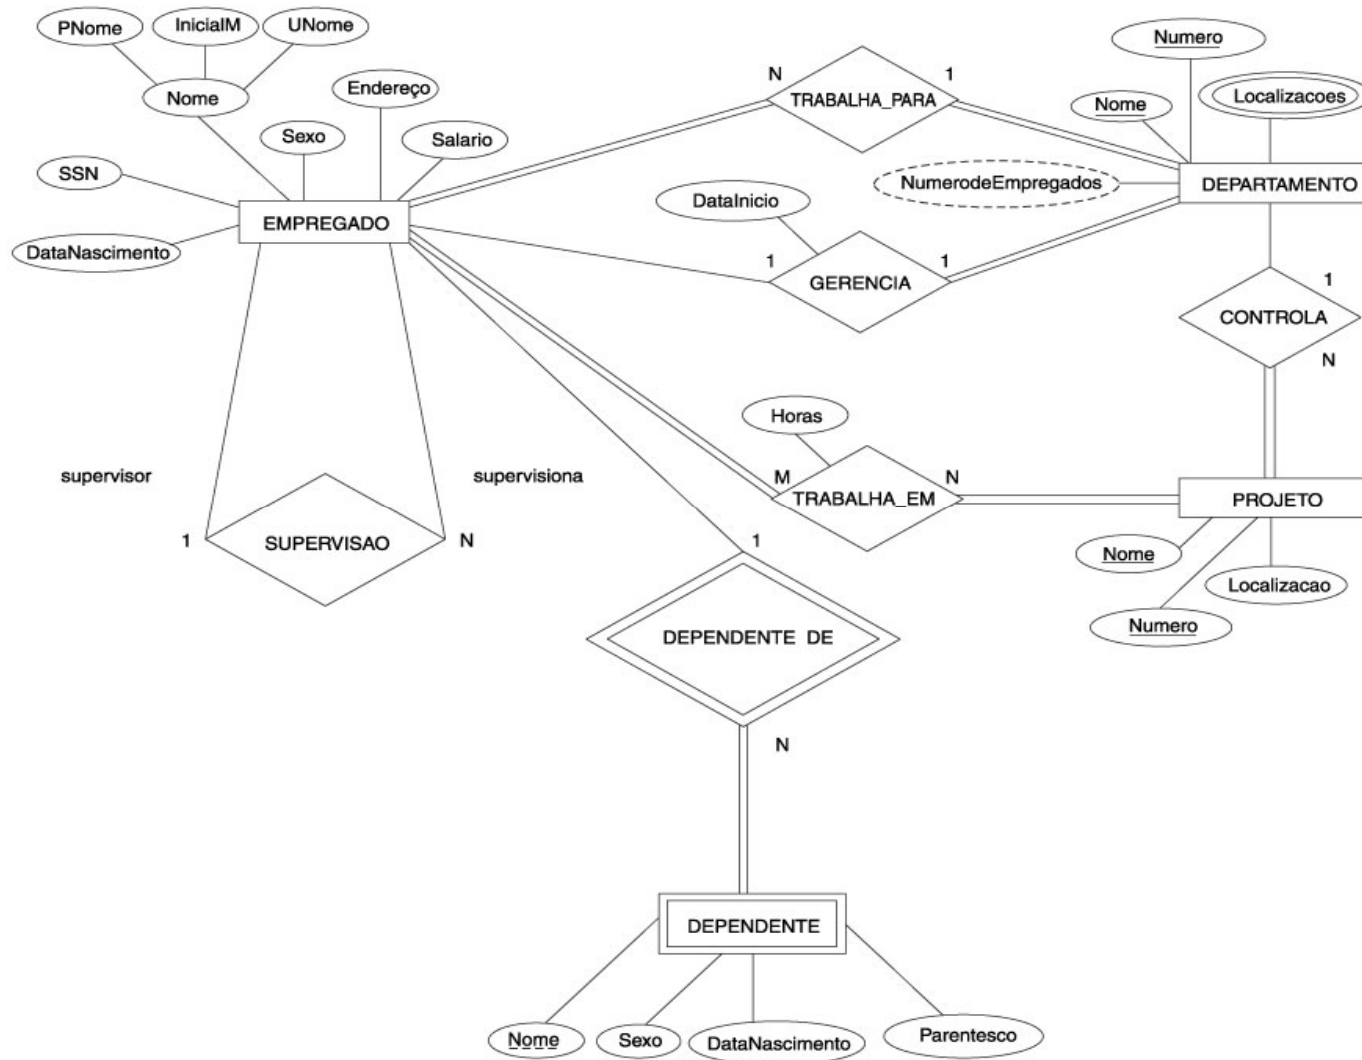 PNome
InicialM
UNome
Nome
Endereço
Sexo
Salario
SSN
EMPREGADO
DataNascimento
N
TRABALHA_PARA
1
Numero
Nome
Localizacoes
NumerodeEmpregados
DEPARTAMENTO
DataInicio
1
GERENCIA
1
1
CONTROLA
N
supervisor
supervisiona
1
SUPERVISAO
N
Horas
M
TRABALHA_EM
N
PROJETO
Nome
Localizacao
Numero
1
DEPENDENTE DE
N
DEPENDENTE
Nome
Sexo
DataNascimento
Parentesco